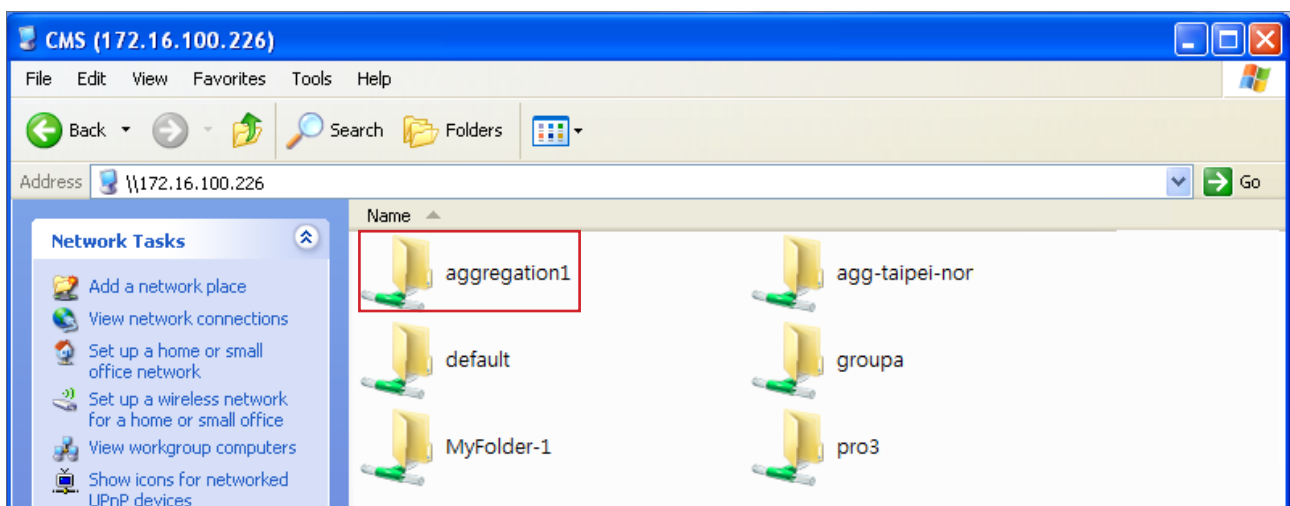 CMS (172.16.100.226)
File Edit View Favorites Tools Help
Back Search Folders
Address \\172.16.100.226 Go
Name
Network Tasks
Add a network place
View network connections
Set up a home or small
office network
Set up a wireless network
for a home or small office
View workgroup computers
Show icons for networked
UPnP devices
aggregation1 agg-taipei-nor
default groupa
MyFolder-1 pro3